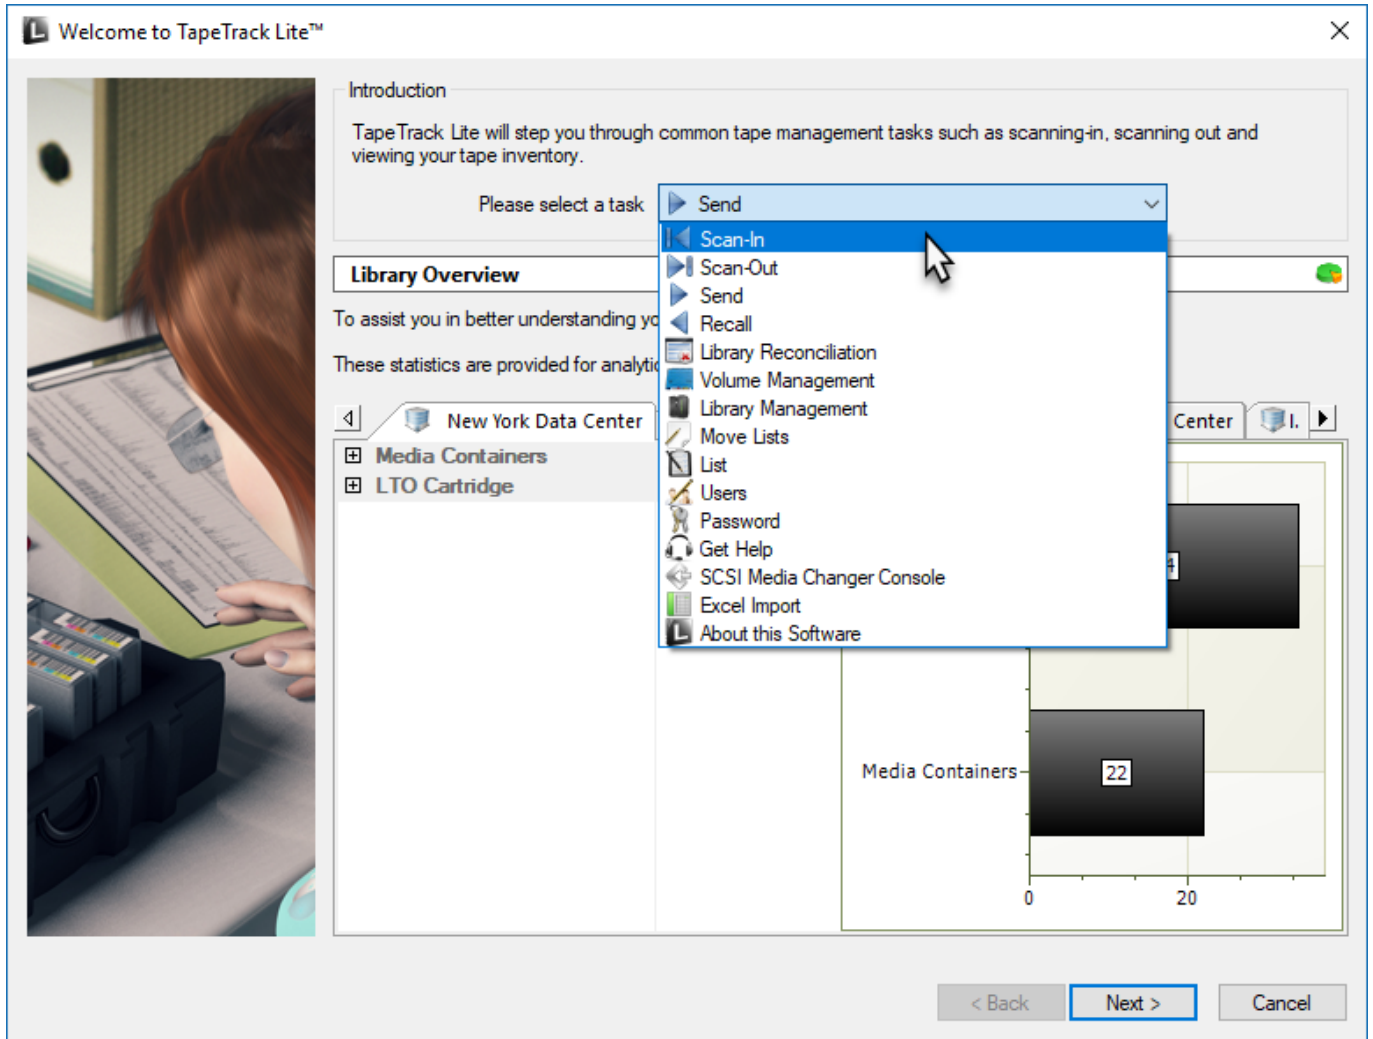 Welcome to TapeTrack Lite™
Introduction
TapeTrack Lite will step you through common tape management tasks such as scanning-in, scanning out and
viewing your tape inventory.
Please select a task
Send
Scan-In
Scan-Out
Send
Recall
Library Reconciliation
Volume Management
Library Management
Move Lists
List
Users
Password
Get Help
SCSI Media Changer Console
Excel Import
About this Software
Library Overview
To assist you in better understanding yo
These statistics are provided for analytic
New York Data Center
Center
I.
Media Containers
LTO Cartridge
4
Media Containers
22
0
20
< Back
Next >
Cancel